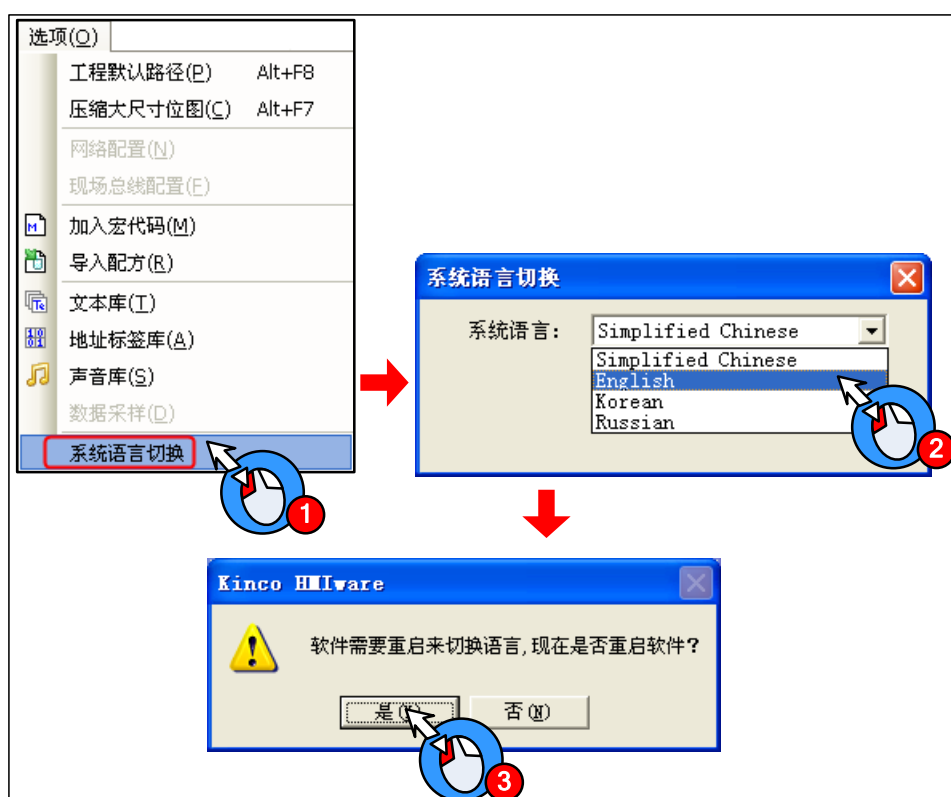 选项(O)
工程默认路径(P) Alt+F8
压缩大尺寸位图(C) Alt+F7
网络配置(N)
现场总线配置(F)
加入宏代码(M)
导入配方(R)
文本库(T)
地址标签库(A)
声音库(S)
数据采样(D)
系统语言切换
1
系统语言切换
系统语言: Simplified Chinese
Simplified Chinese
English
Korean
Russian
2
Kinco HMIware
软件需要重启来切换语言,现在是否重启软件?
是 否(N)
3